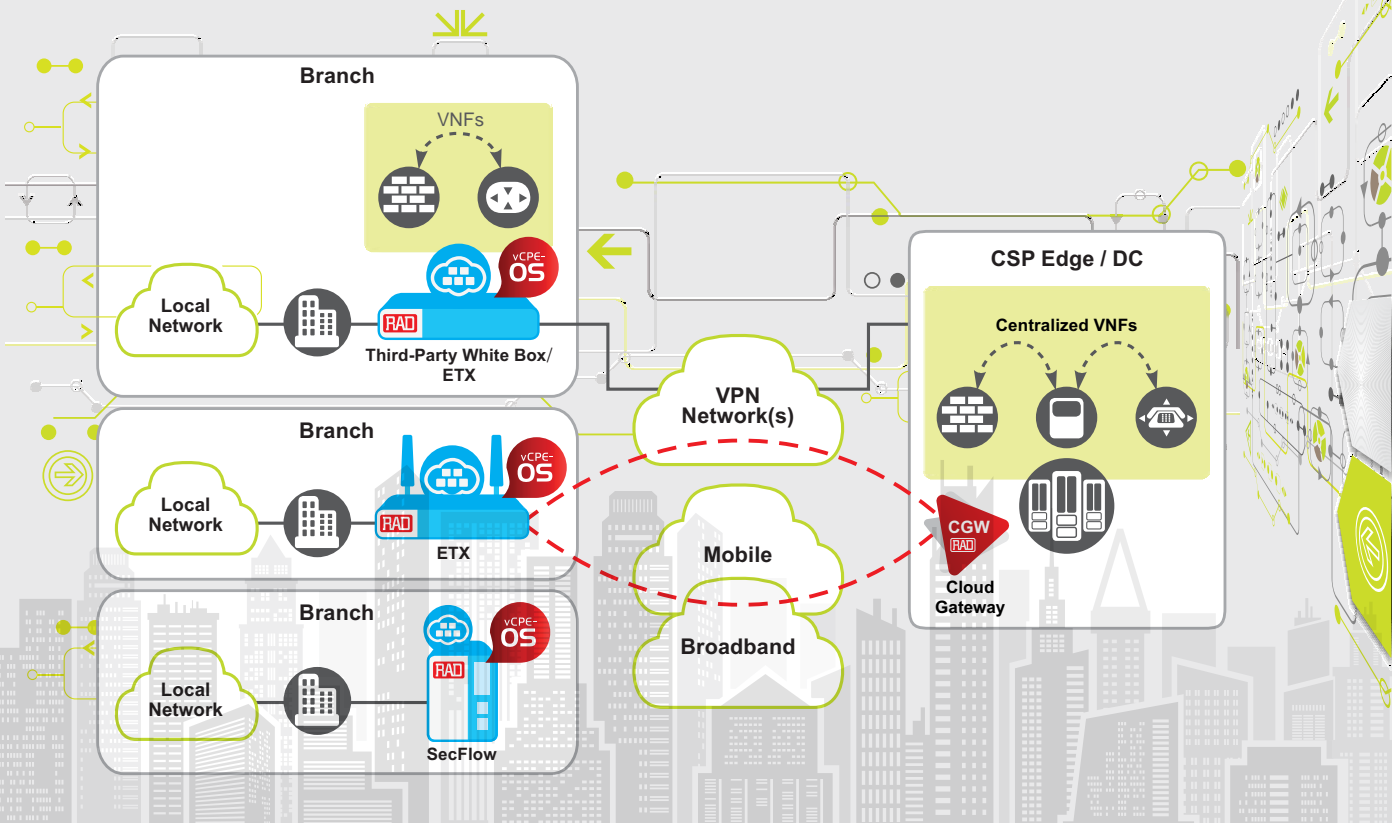 Branch
VNFs
vCPE-
OS
Local
Network
RAD
Third-Party White Box/
ETX
Branch
vCPE-
OS
Local
Network
RAD
ETX
Branch
vCPE-
OS
Local
Network
RAD
SecFlow
VPN
Network(s)
Mobile
Broadband
CSP Edge / DC
Centralized VNFs
CGW
RAD
Cloud
Gateway